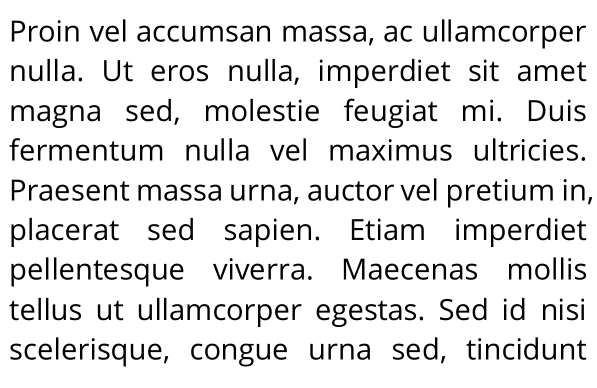 Proin vel accumsan massa, ac ullamcorper
nulla. Ut eros nulla, imperdiet sit amet
magna sed, molestie feugiat mi. Duis
fermentum nulla vel maximus ultricies.
Praesent massa urna, auctor vel pretium in,
placerat sed sapien. Etiam imperdiet
pellentesque viverra. Maecenas mollis
tellus ut ullamcorper egestas. Sed id nisi
scelerisque, congue urna sed, tincidunt